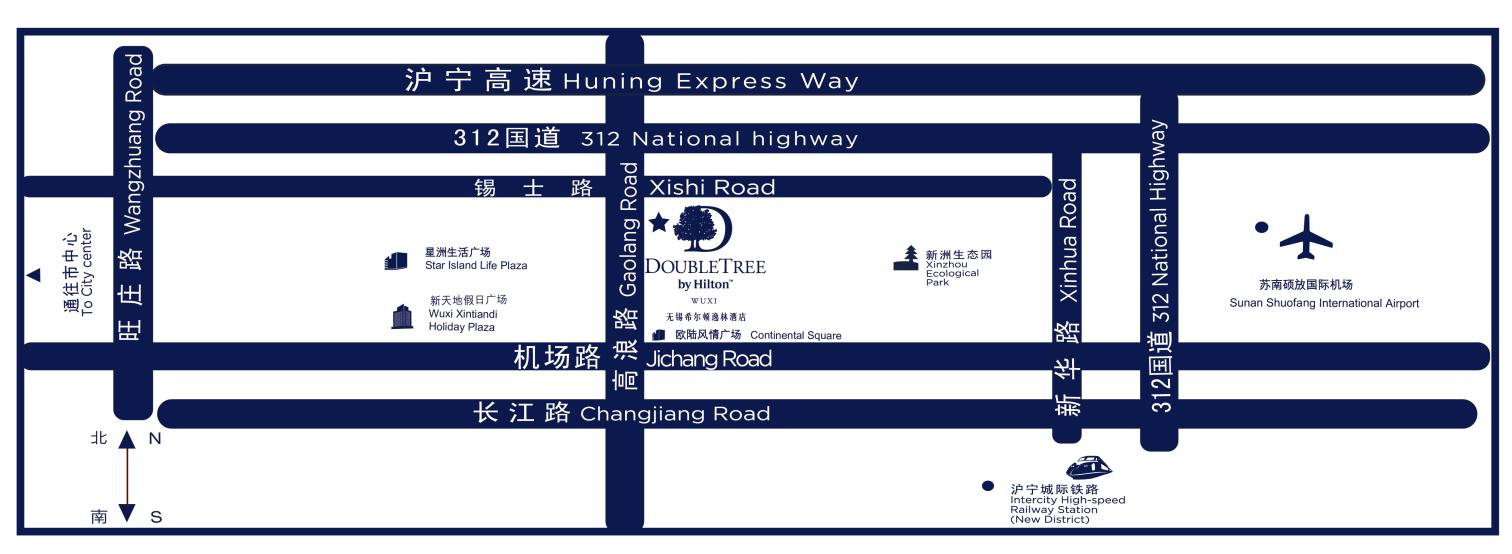 沪宁高速 Huning Express Way
312国道 312 National highway
锡士路 Xishi Road
旺庄路 Wangzhuang Road
通往市中心
To City center
星洲生活广场
Star Island Life Plaza
新天地假日广场
Wuxi Xintiandi
Holiday Plaza
高浪路 Gaolang Road
D
DOUBLETREE
by Hilton™
WUXI
无锡希尔顿逸林酒店
欧陆风情广场 Continental Square
新洲生态园
Xinzhou
Ecological
Park
新华路 Xinhua Road
312国道 312 National Highway
苏南硕放国际机场
Sunan Shuofang International Airport
机场路 Jichang Road
长江路 Changjiang Road
北 N
南 S
沪宁城际铁路
Intercity High-speed
Railway Station
(New District)